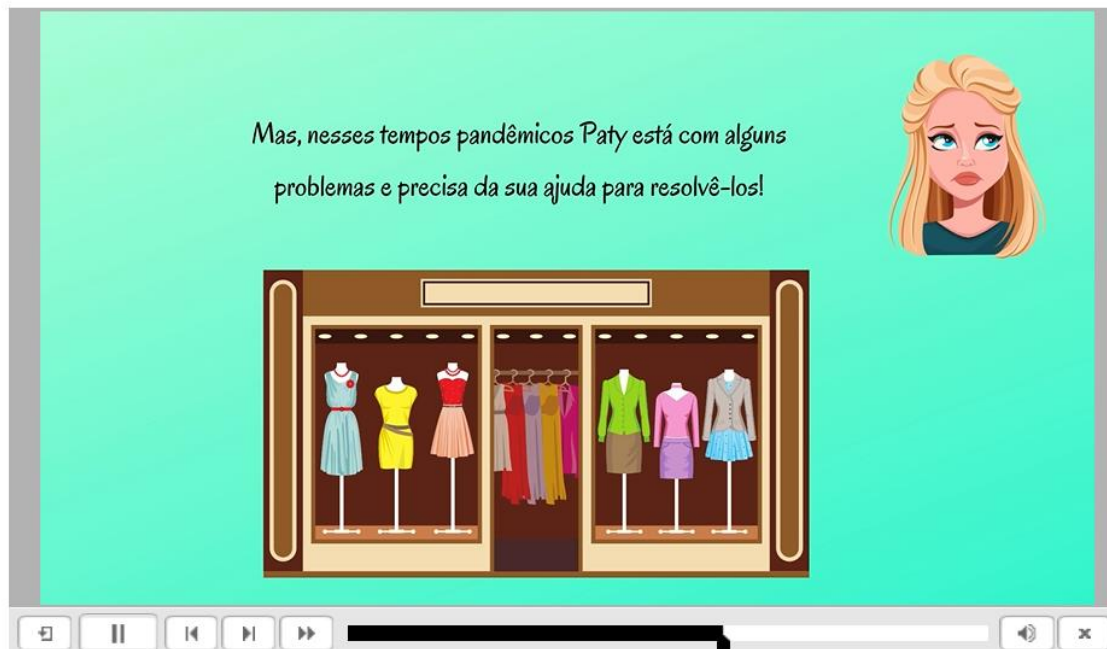 Mas, nesses tempos pandêmicos Paty está com alguns
problemas e precisa da sua ajuda para resolvê-los!